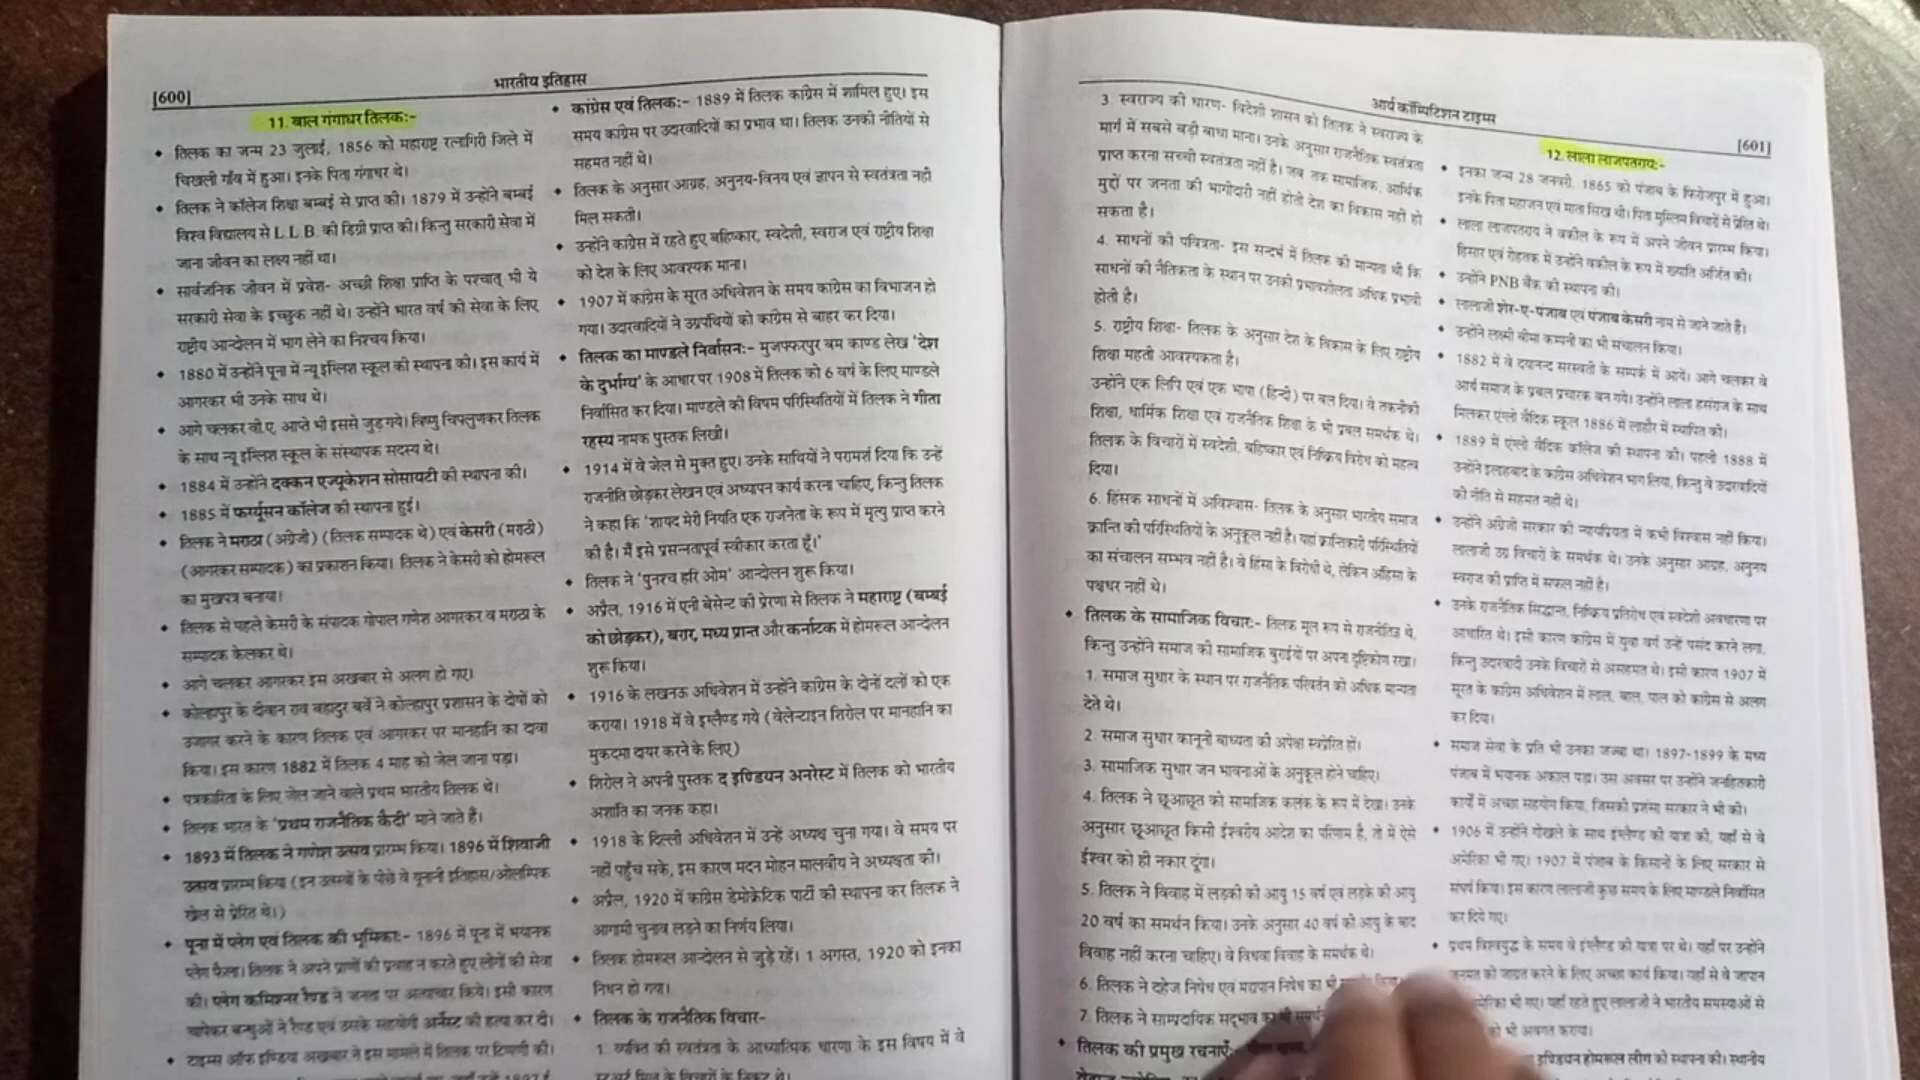 [600]
भारतीय इतिहास
11. बाल गंगाधर तिलक:-
• तिलक का जन्म 23 जुलाई, 1856 को महाराष्ट्र रत्नागिरी जिले में
चिखली गाँव में हुआ। इनके पिता गंगाधर थे।
• तिलक ने कॉलेज शिक्षा बम्बई से प्राप्त की। 1879 में उन्होंने बम्बई
विश्व विद्यालय से L.L.B. की डिग्री प्राप्त की। किन्तु सरकारी सेवा में
जाना जीवन का लक्ष्य नहीं था।
• सार्वजनिक जीवन में प्रवेश- अच्छी शिक्षा प्राप्ति के पश्चात् भी ये
सरकारी सेवा के इच्छुक नहीं थे। उन्होंने भारत वर्ष की सेवा के लिए
राष्ट्रीय आन्दोलन में भाग लेने का निश्चय किया।
• 1880 में उन्होंने पूना में न्यू इंग्लिश स्कूल की स्थापना की। इस कार्य में
आगरकर भी उनके साथ थे।
• आगे चलकर वी.ए. आप्टे भी इससे जुड़ गये। विष्णु चिपलुणकर तिलक
के साथ न्यू इंग्लिश स्कूल के संस्थापक सदस्य थे।
• 1884 में उन्होंने दक्कन एज्यूकेशन सोसायटी की स्थापना की।
• 1885 में फर्ग्यूसन कॉलेज की स्थापना हुई।
• तिलक ने मराठा (अंग्रेजी) (तिलक सम्पादक थे) एवं केसरी (मराठी)
(आगरकर सम्पादक) का प्रकाशन किया। तिलक ने केसरी को होमरूल
का मुखपत्र बनाया।
• तिलक से पहले केसरी के संपादक गोपाल गणेश आगरकर व मराठा के
सम्पादक केलकर थे।
• आगे चलकर आगरकर इस अखबार से अलग हो गए।
• कोल्हापुर के दीवान राव बहादुर बर्वे ने कोल्हापुर प्रशासन के दोषों को
उजागर करने के कारण तिलक एवं आगरकर पर मानहानि का दावा
किया। इस कारण 1882 में तिलक 4 माह को जेल जाना पड़ा।
• पत्रकारिता के लिए जेल जाने वाले प्रथम भारतीय तिलक थे।
• तिलक भारत के 'प्रथम राजनैतिक कैदी' माने जाते हैं।
• 1893 में तिलक ने गणेश उत्सव प्रारम्भ किया। 1896 में शिवाजी
उत्सव प्रारम्भ किया (इन उत्सवों के पीछे वे यूनानी इतिहास/ओलम्पिक
खेल से प्रेरित थे।)
• पूना में प्लेग एवं तिलक की भूमिका:- 1896 में पूना में भयानक
प्लेग फैला। तिलक ने अपने प्राणों की प्रवाह न करते हुए लोगों की सेवा
की। प्लेग कमिश्नर रैण्ड ने जनता पर अत्याचार किये। इसी कारण
चापेकर बन्धुओं ने रैण्ड एवं उसके सहयोगी अर्नेस्ट की हत्या कर दी।
• टाइम्स ऑफ इण्डिया अखबार ने इस मामले में तिलक पर टिप्पणी की।
• कांग्रेस एवं तिलक:- 1889 में तिलक कांग्रेस में शामिल हुए। इस
समय कांग्रेस पर उदारवादियों का प्रभाव था। तिलक उनकी नीतियों से
सहमत नहीं थे।
• तिलक के अनुसार आग्रह, अनुनय-विनय एवं ज्ञापन से स्वतंत्रता नही
मिल सकती।
• उन्होंने कांग्रेस में रहते हुए बहिष्कार, स्वदेशी, स्वराज एवं राष्ट्रीय शिक्षा
को देश के लिए आवश्यक माना।
• 1907 में कांग्रेस के सूरत अधिवेशन के समय कांग्रेस का विभाजन हो
गया। उदारवादियों ने उग्रपंथियों को कांग्रेस से बाहर कर दिया।
• तिलक का माण्डले निर्वासन:- मुजफ्फरपुर बम काण्ड लेख 'देश
के दुर्भाग्य' के आधार पर 1908 में तिलक को 6 वर्ष के लिए माण्डले
निर्वासित कर दिया। माण्डले की विषम परिस्थितियों में तिलक ने गीता
रहस्य नामक पुस्तक लिखी।
• 1914 में वे जेल से मुक्त हुए। उनके साथियों ने परामर्श दिया कि उन्हें
राजनीति छोड़कर लेखन एवं अध्यापन कार्य करना चाहिए, किन्तु तिलक
ने कहा कि 'शायद मेरी नियति एक राजनेता के रूप में मृत्यु प्राप्त करने
की है। मैं इसे प्रसन्नतापूर्व स्वीकार करता हूँ।'
• तिलक ने 'पुनश्च हरि ओम' आन्दोलन शुरू किया।
• अप्रैल, 1916 में एनी बेसेन्ट की प्रेरणा से तिलक ने महाराष्ट्र (बम्बई
को छोड़कर), बरार, मध्य प्रान्त और कर्नाटक में होमरूल आन्देलन
शुरू किया।
• 1916 के लखनऊ अधिवेशन में उन्होंने कांग्रेस के दोनों दलों को एक
कराया। 1918 में वे इंग्लैण्ड गये (वेलेन्टाइन शिरोल पर मानहानि का
मुकदमा दायर करने के लिए)
• शिरोल ने अपनी पुस्तक द इण्डियन अनरेस्ट में तिलक को भारतीय
अशांति का जनक कहा।
• 1918 के दिल्ली अधिवेशन में उन्हें अध्यक्ष चुना गया। वे समय पर
नहीं पहुँच सके, इस कारण मदन मोहन मालवीय ने अध्यक्षता की।
• अप्रैल, 1920 में कांग्रेस डेमोक्रेटिक पार्टी की स्थापना कर तिलक ने
आगामी चुनाव लड़ने का निर्णय लिया।
• तिलक होमरूल आन्दोलन से जुड़े रहें। 1 अगस्त, 1920 को इनका
निधन हो गया।
• तिलक के राजनैतिक विचार-
1. व्यक्ति की स्वतंत्रता के आध्यात्मिक धारणा के इस विषय में वे
आर्य कॉम्पिटिशन टाइम्स
[601]
3. स्वराज्य की धारण- विदेशी शासन को तिलक ने स्वराज्य के
मार्ग में सबसे बड़ी बाधा माना। उनके अनुसार राजनैतिक स्वतंत्रता
प्राप्त करना सच्ची स्वतंत्रता नहीं है। जब तक सामाजिक, आर्थिक
मुद्दों पर जनता की भागीदारी नहीं होती देश का विकास नहीं हो
सकता है।
4. साधनों की पवित्रता- इस सन्दर्भ में तिलक की मान्यता थी कि
साधनों की नैतिकता के स्थान पर उनकी प्रभावशीलता अधिक प्रभावी
होती है।
5. राष्ट्रीय शिक्षा- तिलक के अनुसार देश के विकास के लिए राष्ट्रीय
शिक्षा महती आवश्यकता है।
उन्होंने एक लिपि एवं एक भाषा (हिन्दी) पर बल दिया। वे तकनीकी
शिक्षा, धार्मिक शिक्षा एवं राजनैतिक शिक्षा के भी प्रबल समर्थक थे।
तिलक के विचारों में स्वदेशी, बहिष्कार एवं निष्क्रिय विरोध को महत्व
दिया।
6. हिंसक साधनों में अविश्वास- तिलक के अनुसार भारतीय समाज
क्रान्ति की परिस्थितियों के अनुकूल नहीं है। यहां क्रान्तिकारी परिस्थितियों
का संचालन सम्भव नहीं है। वे हिंसा के विरोधी थे, लेकिन अहिंसा के
पक्षधर नहीं थे।
• तिलक के सामाजिक विचार:- तिलक मूल रूप से राजनीतिज्ञ थे,
किन्तु उन्होंने समाज की सामाजिक बुराईयों पर अपना दृष्टिकोण रखा।
1. समाज सुधार के स्थान पर राजनैतिक परिवर्तन को अधिक मान्यता
देते थे।
2. समाज सुधार कानूनी बाध्यता की अपेक्षा स्वप्रेरित हों।
3. सामाजिक सुधार जन भावनाओं के अनुकूल होने चाहिए।
4. तिलक ने छूआछूत को सामाजिक कलंक के रूप में देखा। उनके
अनुसार छूआछूत किसी ईश्वरीय आदेश का परिणाम है, तो में ऐसे
ईश्वर को ही नकार दूंगा।
5. तिलक ने विवाह में लड़की की आयु 15 वर्ष एवं लड़के की आयु
20 वर्ष का समर्थन किया। उनके अनुसार 40 वर्ष की आयु के बाद
विवाह नहीं करना चाहिए। वे विधवा विवाह के समर्थक थे।
6. तिलक ने दहेज निषेध एवं मद्यपान निषेध का भी
7. तिलक ने साम्प्रदायिक सद्भाव का भी
• तिलक की प्रमुख रचनाएँ:-
12. लाला लाजपतराय:-
• इनका जन्म 28 जनवरी, 1865 को पंजाब के फिरोजपुर में हुआ।
इनके पिता महाजन एवं माता सिख थी। पिता मुस्लिम विचारों से प्रेरित थे।
• लाला लाजपतराय ने वकील के रूप में अपने जीवन प्रारम्भ किया।
हिसार एवं रोहतक में उन्होंने वकील के रूप में ख्याति अर्जित की।
• उन्होंने PNB बैंक की स्थापना की।
• लालाजी शेर-ए-पंजाब एवं पंजाब केसरी नाम से जाने जाते है।
• उन्होंने लक्ष्मी बीमा कम्पनी का भी संचालन किया।
• 1882 में वे दयानन्द सरस्वती के सम्पर्क में आयें। आगे चलकर वे
आर्य समाज के प्रबल प्रचारक बन गये। उन्होंने लाला हंसराज के साथ
मिलकर एंग्लो वैदिक स्कूल 1886 में लाहौर में स्थापित की।
• 1889 में एंग्लो वैदिक कॉलेज की स्थापना की। पहली 1888 में
उन्होंने इलाहबाद के कांग्रेस अधिवेशन भाग लिया, किन्तु वे उदारवादियों
की नीति से सहमत नहीं थे।
• उन्होंने अंग्रेजी सरकार की न्यायप्रियता में कभी विश्वास नहीं किया।
लालाजी उग्र विचारों के समर्थक थे। उनके अनुसार आग्रह, अनुनय
स्वराज की प्राप्ति में सफल नहीं है।
• उनके राजनैतिक सिद्धान्त, निष्क्रिय प्रतिरोध एवं स्वदेशी अवधारणा पर
आधारित थे। इसी कारण कांग्रेस में युवा वर्ग उन्हें पसंद करने लगा,
किन्तु उदारवादी उनके विचारों से असहमत थे। इसी कारण 1907 में
सूरत के कांग्रेस अधिवेशन में लाल, बाल, पाल को कांग्रेस से अलग
कर दिया।
• समाज सेवा के प्रति भी उनका जज्बा था। 1897-1899 के मध्य
पंजाब में भयानक अकाल पड़ा। उस अवसर पर उन्होंने जनहितकारी
कार्यों में अच्छा सहयोग किया, जिसकी प्रशंसा सरकार ने भी की।
• 1906 में उन्होंने गोखले के साथ इंग्लैण्ड की यात्रा की, यहाँ से वे
अमेरिका भी गए। 1907 में पंजाब के किसानों के लिए सरकार से
संघर्ष किया। इस कारण लालाजी कुछ समय के लिए माण्डले निर्वासित
कर दिये गए।
• प्रथम विश्वयुद्ध के समय वे इंग्लैण्ड की यात्रा पर थे। यहाँ पर उन्होंने
जनमत को जाग्रत करने के लिए अच्छा कार्य किया। यहाँ से वे जापान
भी गए। यहाँ रहते हुए लालाजी ने भारतीय समस्याओं से
को भी अवगत कराया।
इण्डियन होमरूल लीग की स्थापना की। स्थानीय